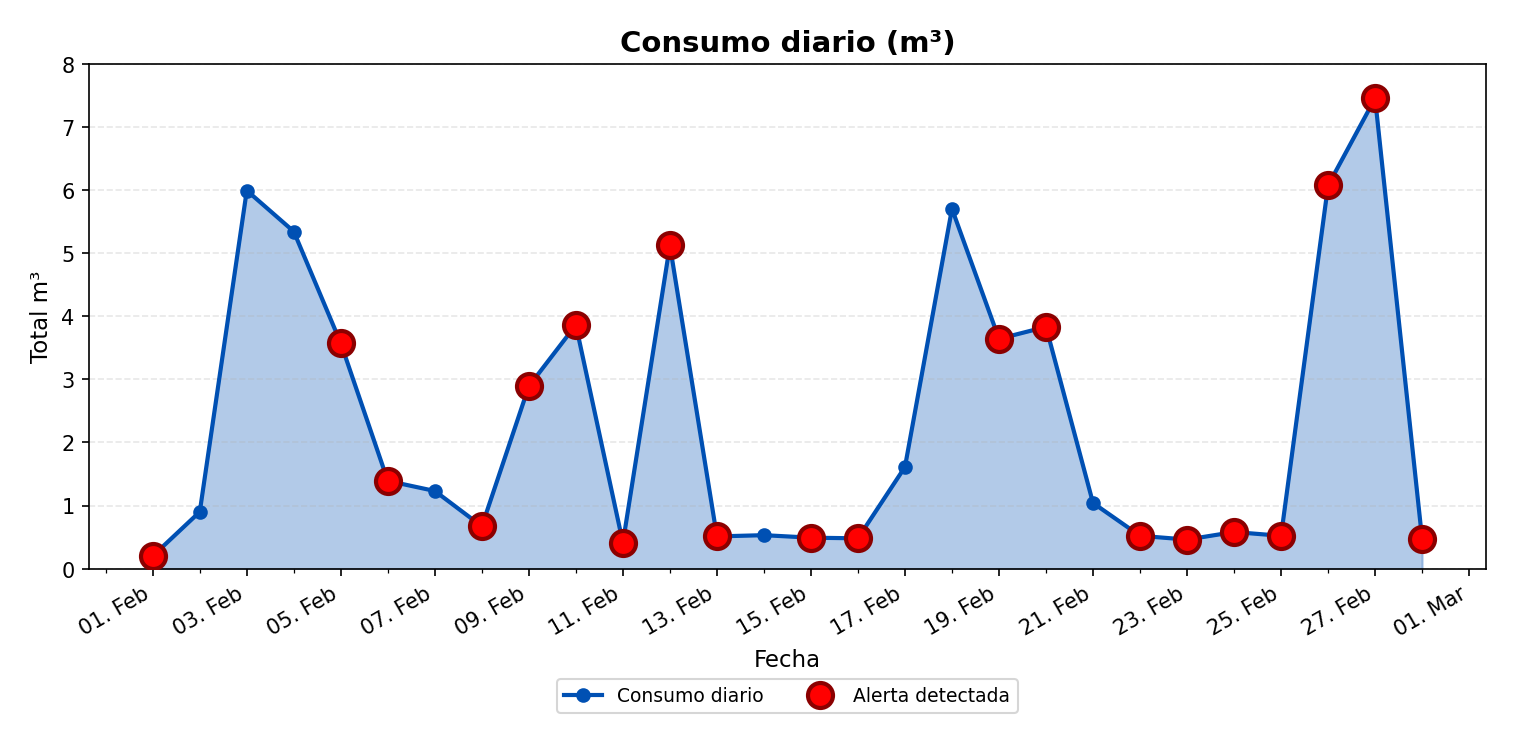 Consumo diario (m³)
8
7
6
5
4
3
2
1
0
Total m³
01. Feb
03. Feb
05. Feb
07. Feb
09. Feb
11. Feb
13. Feb
15. Feb
17. Feb
19. Feb
21. Feb
23. Feb
25. Feb
27. Feb
01. Mar
Fecha
Consumo diario
Alerta detectada